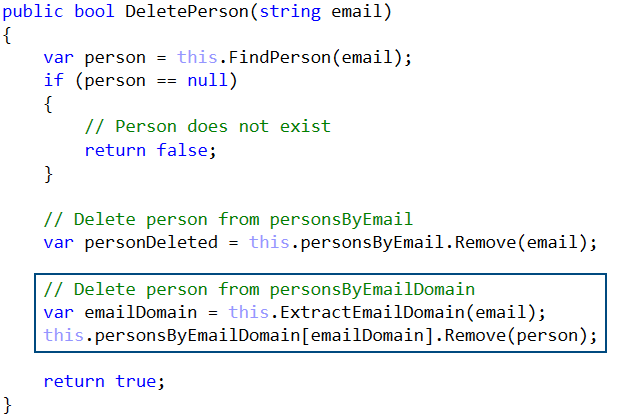 public bool DeletePerson(string email)
{
    var person = this.FindPerson(email);
    if (person == null)
    {
        // Person does not exist
        return false;
    }

    // Delete person from personsByEmail
    var personDeleted = this.personsByEmail.Remove(email);

    // Delete person from personsByEmailDomain
    var emailDomain = this.ExtractEmailDomain(email);
    this.personsByEmailDomain[emailDomain].Remove(person);

    return true;
}